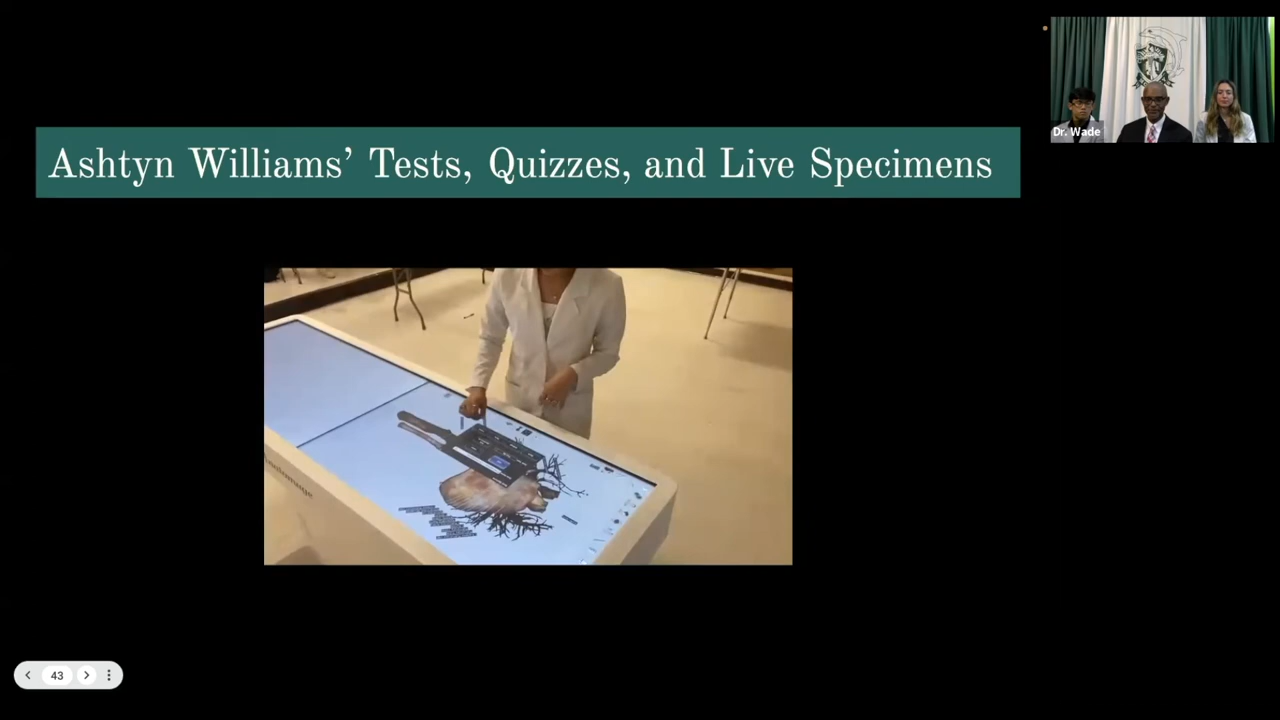 Dr. Wade
Ashtyn Williams’ Tests, Quizzes, and Live Specimens
43